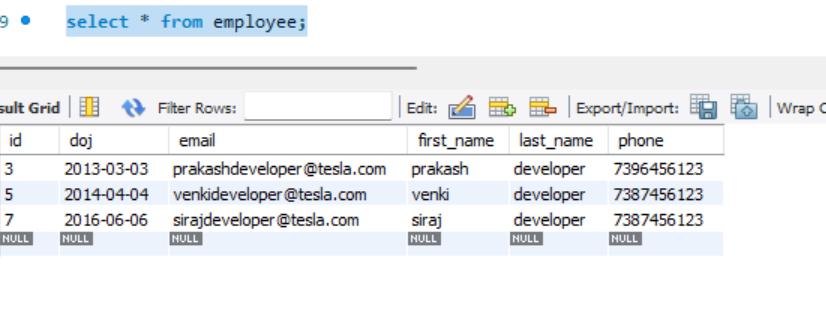 9 select * from employee;
sult Grid Filter Rows: Edit: Export/Import: Wrap C
id doj email first_name last_name phone
3 2013-03-03 prakashdeveloper@tesla.com prakash developer 7396456123
5 2014-04-04 venkideveloper@tesla.com venki developer 7387456123
7 2016-06-06 sirajdeveloper@tesla.com siraj developer 7387456123
NULL NULL NULL NULL NULL NULL